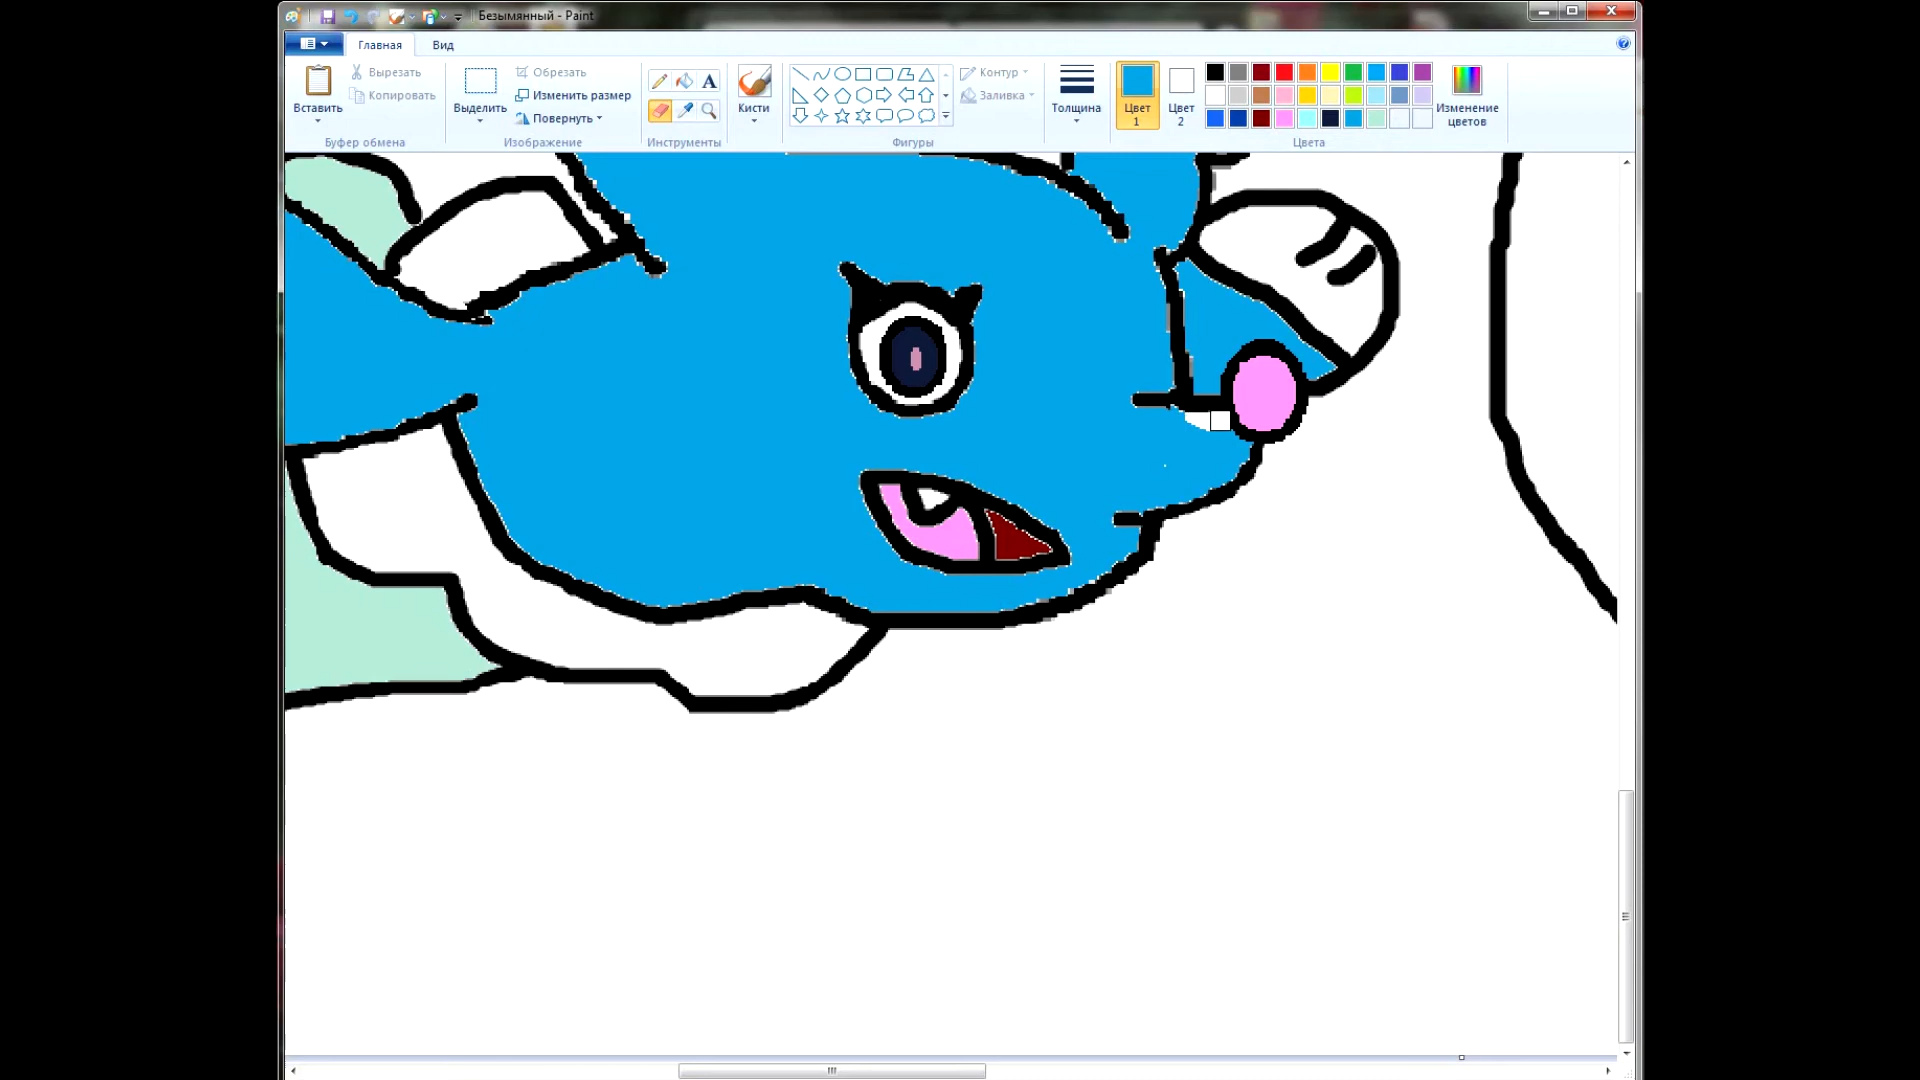 Безымянный - Paint
Главная Вид
Вставить
Вырезать
Копировать
Буфер обмена
Выделить
Обрезать
Изменить размер
Повернуть
Изображение
A
Инструменты
Кисти
Контур
Заливка
Фигуры
Толщина
Цвет
1
Цвет
2
Изменение
цветов
Цвета